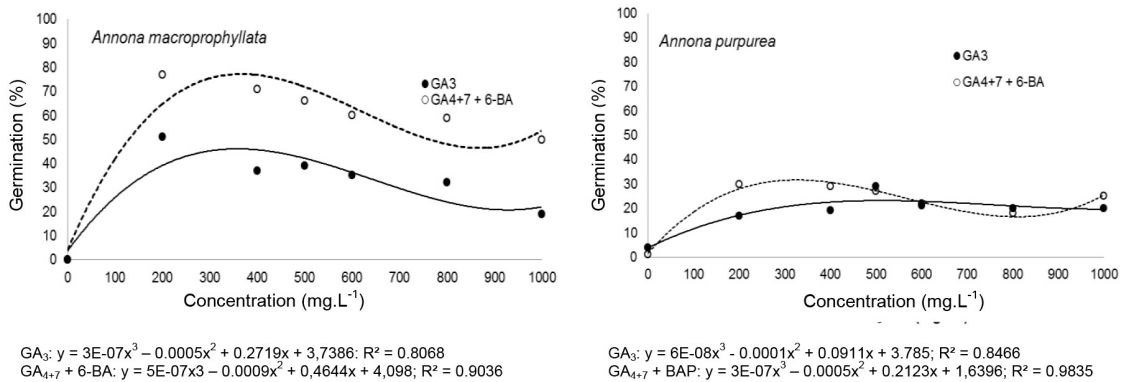 Annona macroprophyllata
GA3
GA4+7 + 6-BA
Germination (%)
100
90
80
70
60
50
40
30
20
10
0
0 100 200 300 400 500 600 700 800 900 1000
Concentration (mg.L⁻¹)
GA₃: y = 3E-07x³ – 0.0005x² + 0.2719x + 3,7386: R² = 0.8068
GA₄₊₇ + 6-BA: y = 5E-07x3 – 0.0009x² + 0,4644x + 4,098; R² = 0.9036
Annona purpurea
GA3
GA4+7 + 6-BA
Germination (%)
100
90
80
70
60
50
40
30
20
10
0
0 100 200 300 400 500 600 700 800 900 1000
Concentration (mg.L⁻¹)
GA₃: y = 6E-08x³ - 0.0001x² + 0.0911x + 3.785; R² = 0.8466
GA₄₊₇ + BAP: y = 3E-07x³ – 0.0005x² + 0.2123x + 1,6396; R² = 0.9835